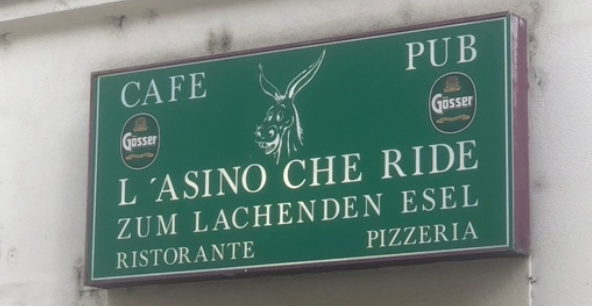 CAFE PUB
Gösser Gösser
L ´ASINO CHE RIDE
ZUM LACHENDEN ESEL
RISTORANTE PIZZERIA